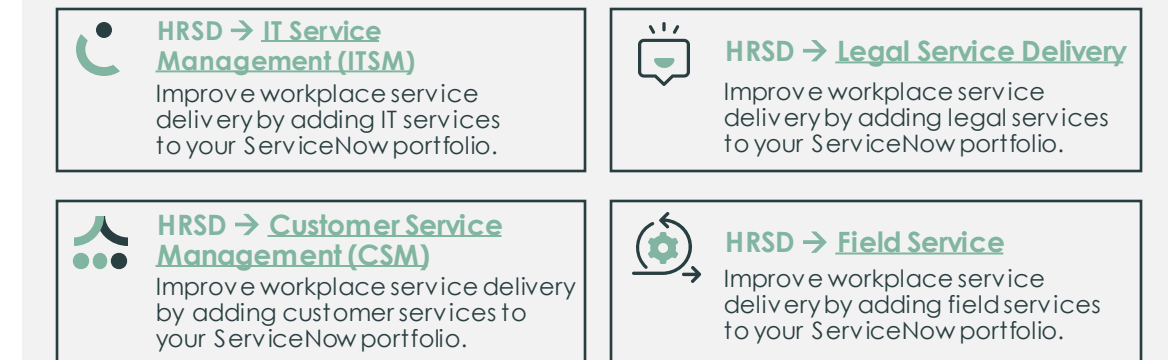 HRSD → IT Service
Management (ITSM)
Improve workplace service
delivery by adding IT services
to your ServiceNow portfolio.
HRSD → Legal Service Delivery
Improve workplace service
delivery by adding legal services
to your ServiceNow portfolio.
HRSD → Customer Service
Management (CSM)
Improve workplace service delivery
by adding customer services to
your ServiceNow portfolio.
HRSD → Field Service
Improve workplace service
delivery by adding field services
to your ServiceNow portfolio.